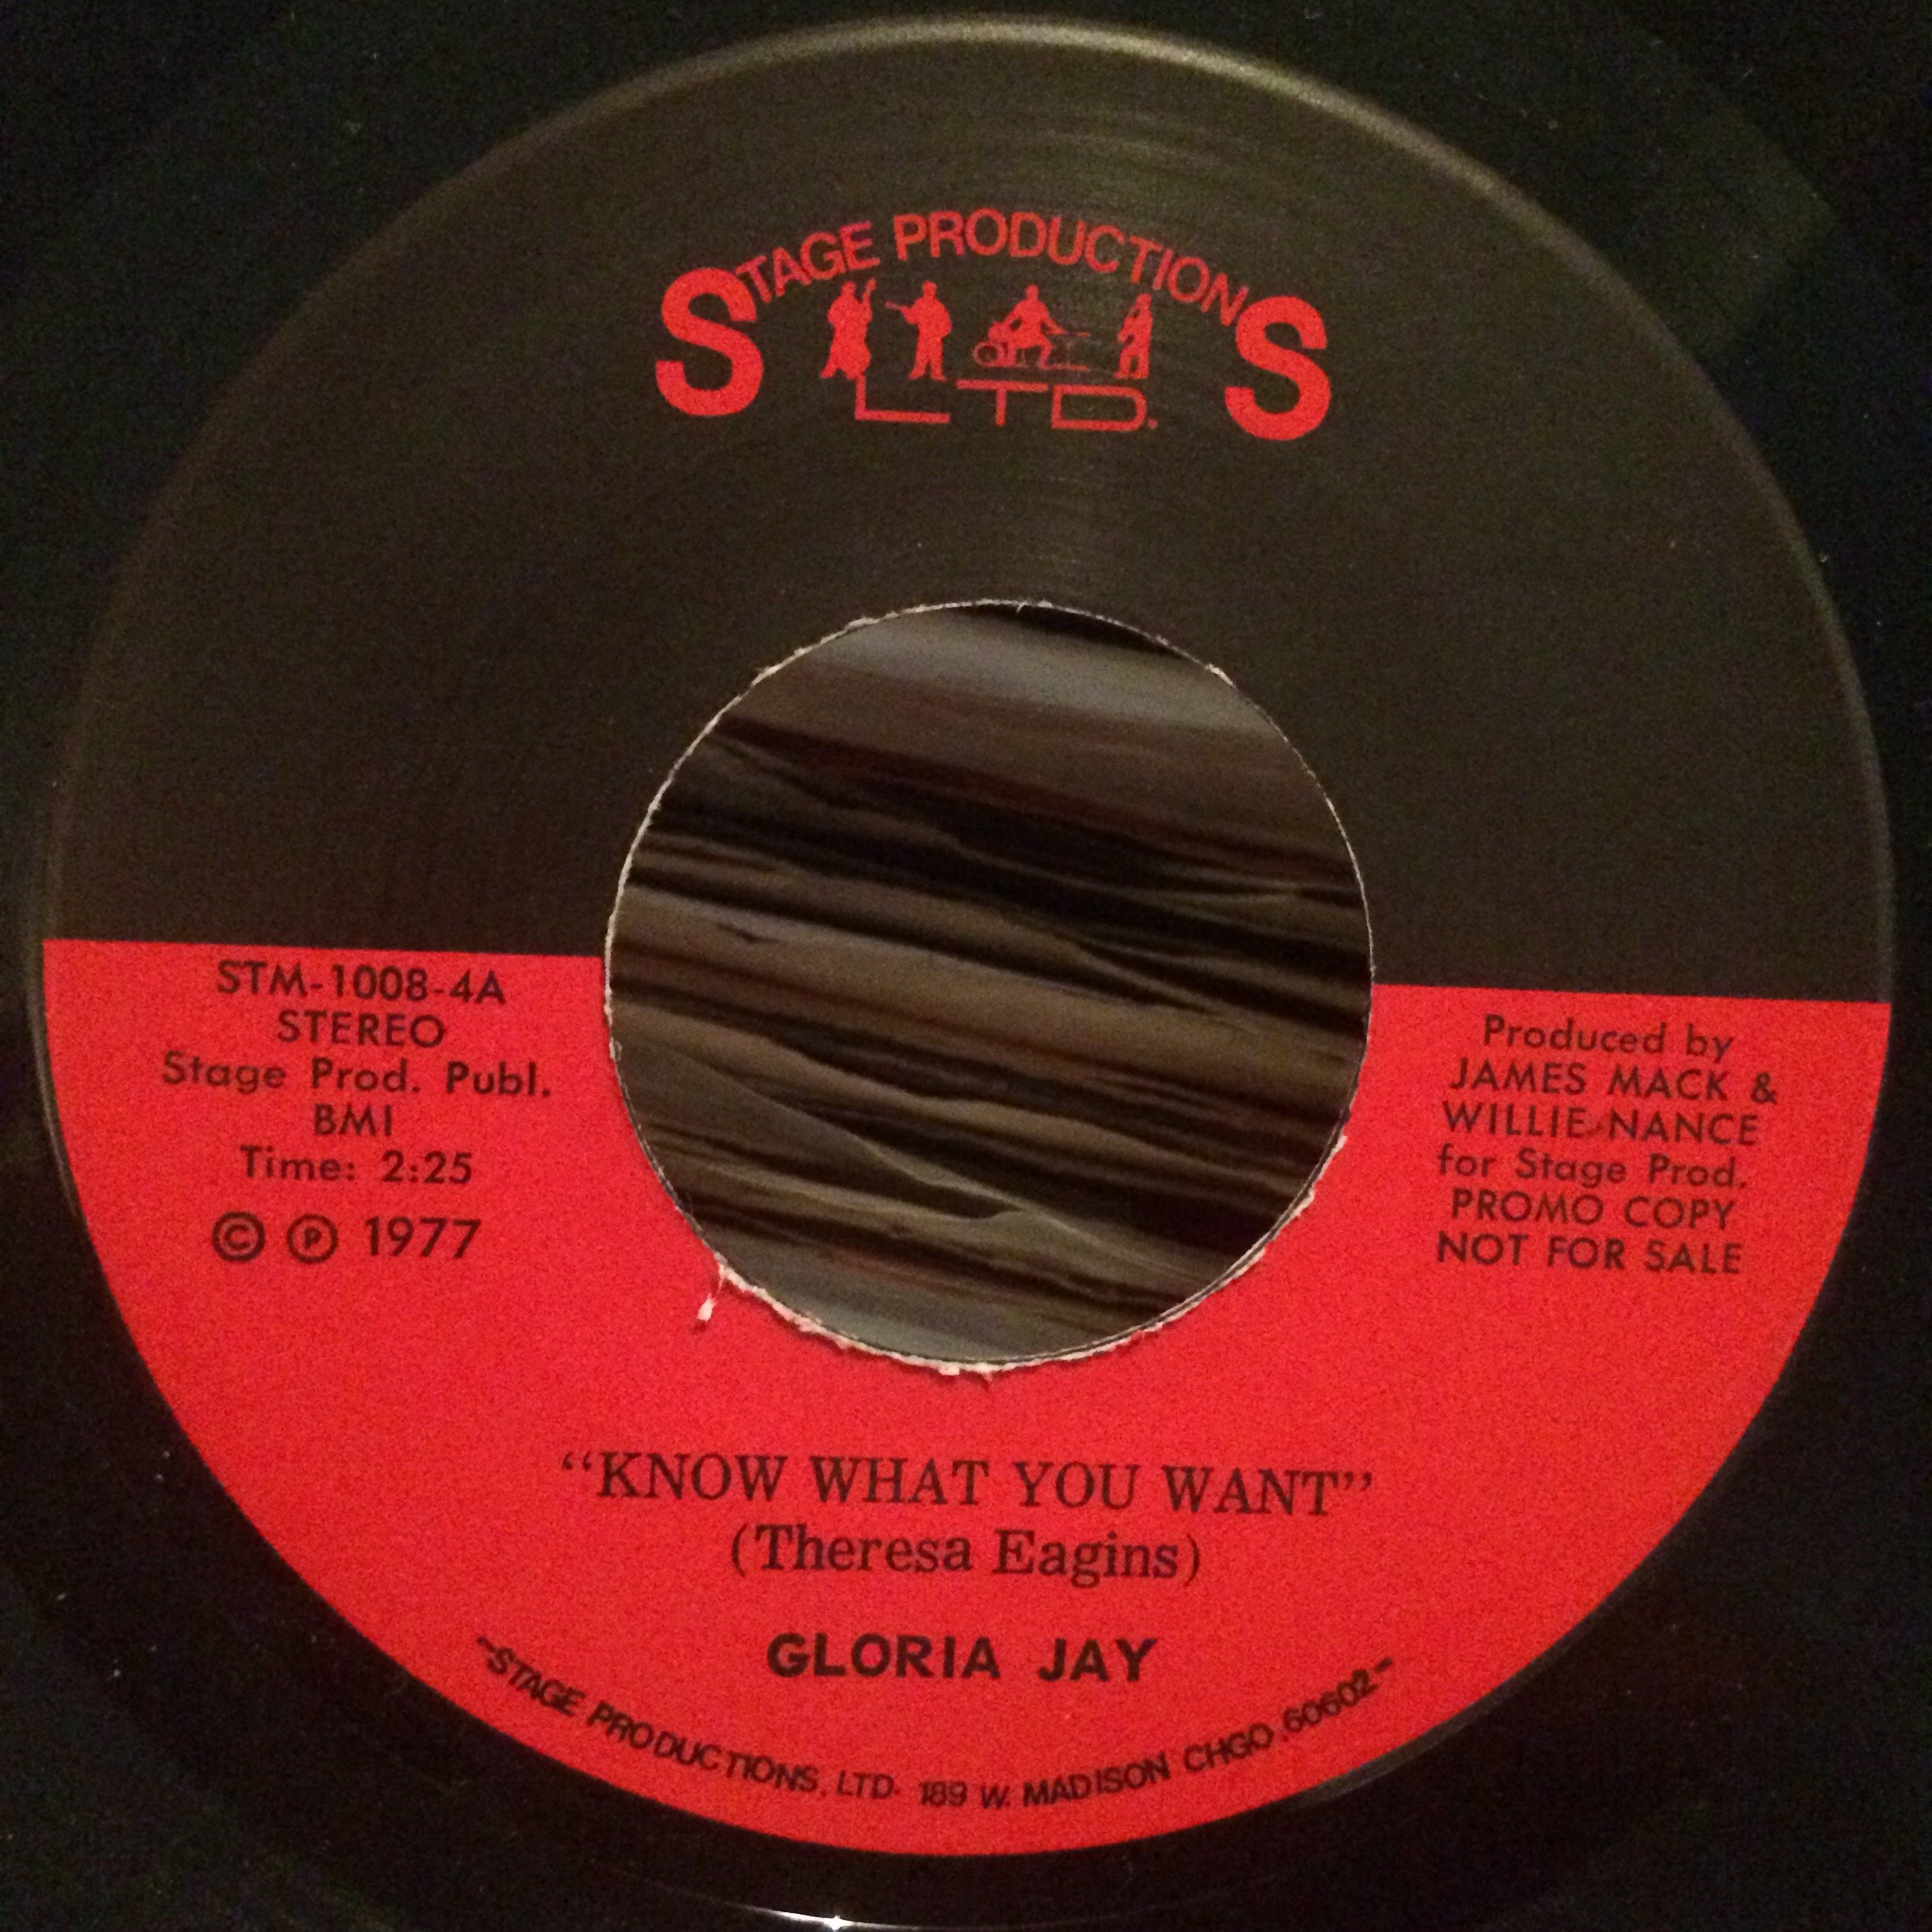 STAGE PRODUCTIONS
LTD.
STM-1008-4A
STEREO
Stage Prod. Publ.
BMI
Time: 2:25
© ℗ 1977
Produced by
JAMES MACK &
WILLIE NANCE
for Stage Prod.
PROMO COPY
NOT FOR SALE
“KNOW WHAT YOU WANT”
(Theresa Eagins)
GLORIA JAY
-STAGE PRODUCTIONS, LTD- 189 W. MADISON CHGO. 60602-